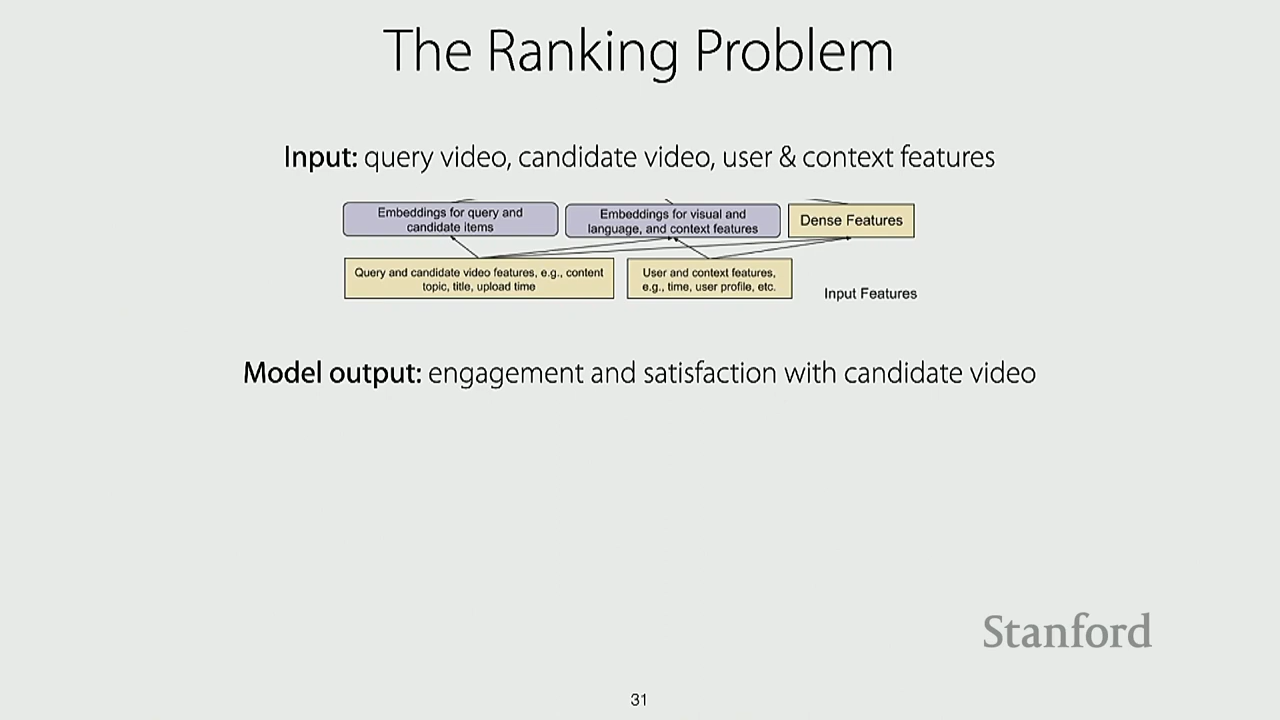 The Ranking Problem
Input: query video, candidate video, user & context features
Embeddings for query and
candidate items
Embeddings for visual and
language, and context features
Dense Features
Query and candidate video features, e.g., content
topic, title, upload time
User and context features,
e.g., time, user profile, etc.
Input Features
Model output: engagement and satisfaction with candidate video
Stanford
31